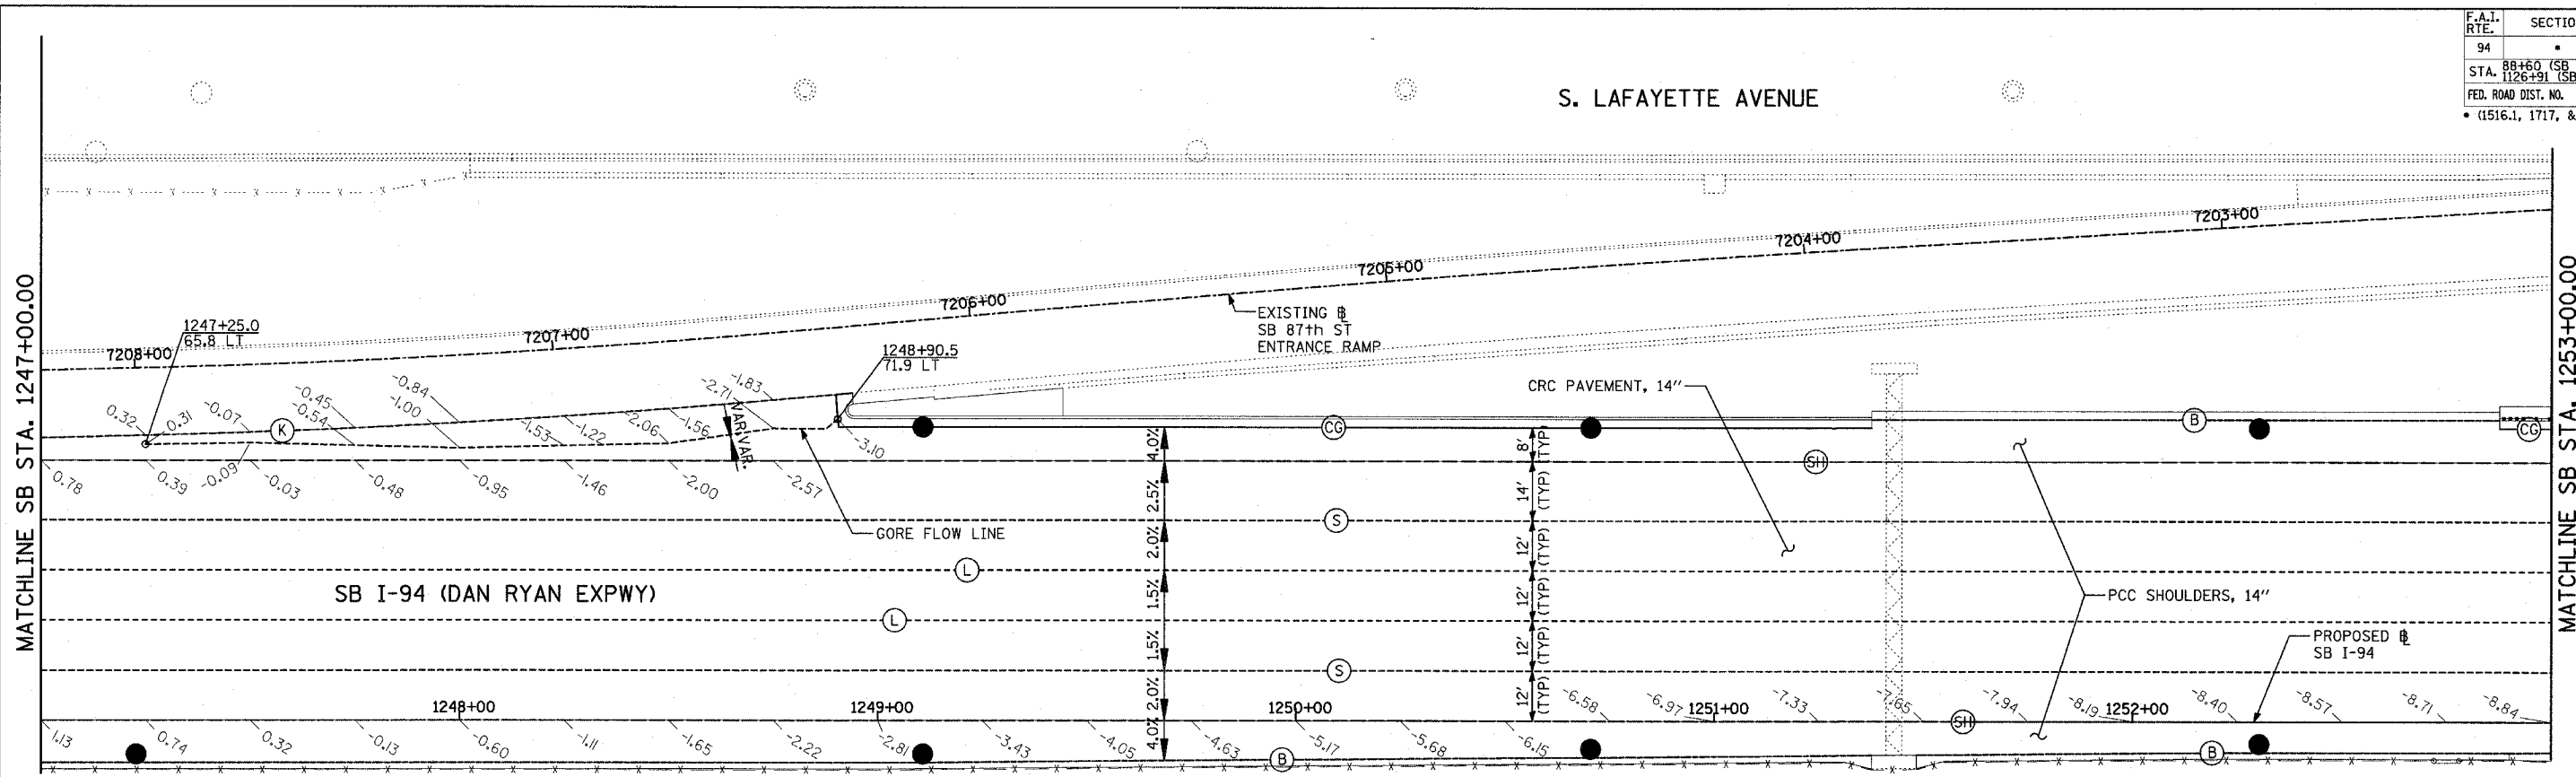 F.A.I. RTE. SECTIO
94 •
STA. 88+60 (SB
1126+91 (SB
FED. ROAD DIST. NO.
• (1516.1, 1717, &
S. LAFAYETTE AVENUE
MATCHLINE SB STA. 1247+00.00
MATCHLINE SB STA. 1253+00.00
7203+00
7204+00
7205+00
7206+00
7207+00
7208+00
EXISTING ℄
SB 87th ST
ENTRANCE RAMP
1247+25.0
65.8 LT
1248+90.5
71.9 LT
CRC PAVEMENT, 14"
0.32 0.31 -0.07 -0.45 -0.54 -0.84 -1.00 -1.53 -1.22 -2.06 -1.56 -2.71 -1.83 -3.10
VAR.
VAR.
K
CG
B
CG
0.78 0.39 -0.09 -0.03 -0.48 -0.95 -1.46 -2.00 -2.57
SH
GORE FLOW LINE
S
L
L
S
4.0%
2.5%
2.0%
1.5%
1.5%
2.0%
4.0%
8' (TYP)
14' (TYP)
12' (TYP)
12' (TYP)
12' (TYP)
12' (TYP)
SB I-94 (DAN RYAN EXPWY)
PCC SHOULDERS, 14"
PROPOSED ℄
SB I-94
1248+00 1249+00 1250+00 1251+00 1252+00
-6.58 -6.97 -7.33 -7.65 -7.94 -8.19 -8.40 -8.57 -8.71 -8.84
SH
1.13 0.74 0.32 -0.13 -0.60 -1.11 -1.65 -2.22 -2.81 -3.43 -4.05 -4.63 -5.17 -5.68 -6.15
B
B